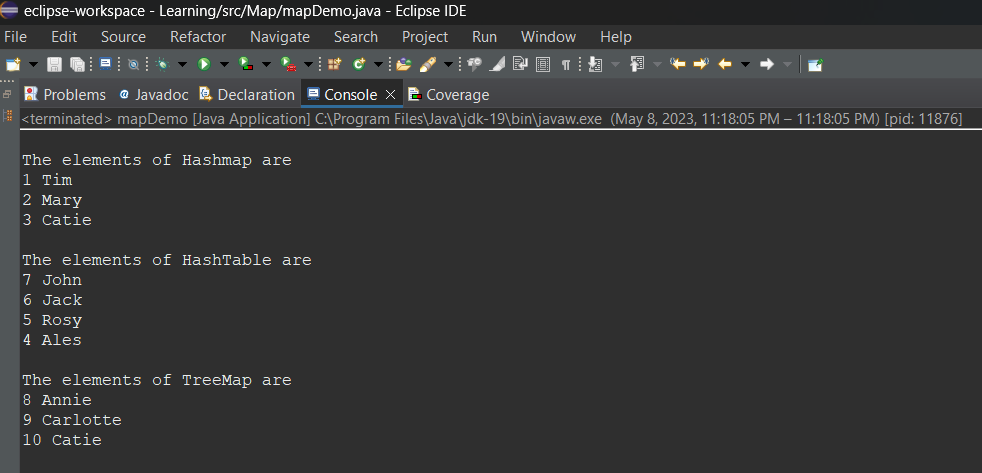 eclipse-workspace - Learning/src/Map/mapDemo.java - Eclipse IDE
File Edit Source Refactor Navigate Search Project Run Window Help
Problems Javadoc Declaration Console Coverage
<terminated> mapDemo [Java Application] C:\Program Files\Java\jdk-19\bin\javaw.exe (May 8, 2023, 11:18:05 PM – 11:18:05 PM) [pid: 11876]
The elements of Hashmap are
1 Tim
2 Mary
3 Catie
The elements of HashTable are
7 John
6 Jack
5 Rosy
4 Ales
The elements of TreeMap are
8 Annie
9 Carlotte
10 Catie